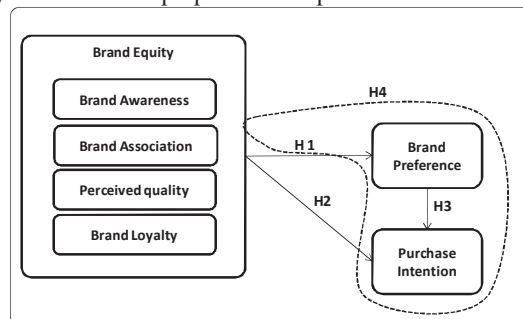 Brand Equity
Brand Awareness
Brand Association
Perceived quality
Brand Loyalty
H 1
H2
H3
H4
Brand
Preference
Purchase
Intention